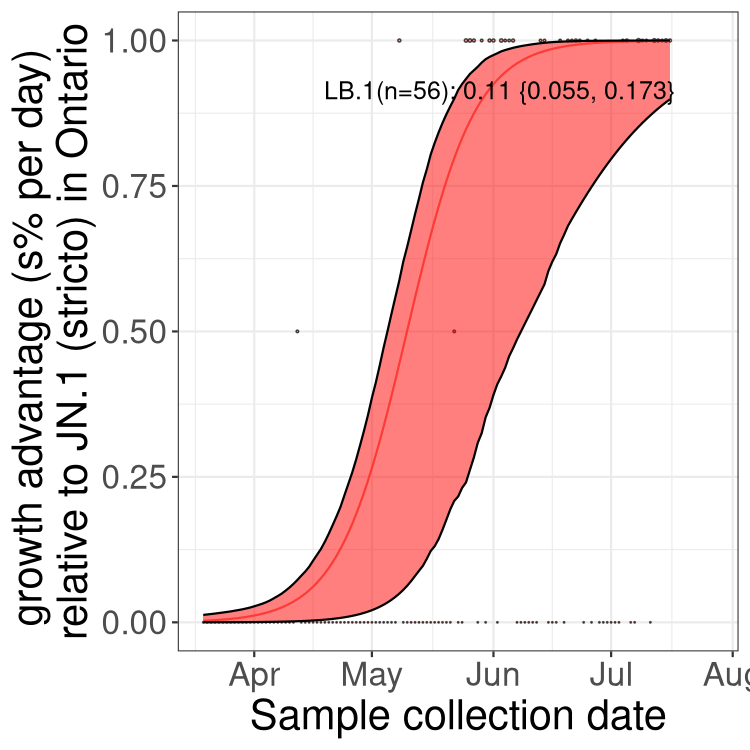 growth advantage (s% per day)
relative to JN.1 (stricto) in Ontario
1.00
0.75
0.50
0.25
0.00
LB.1(n=56): 0.11 {0.055, 0.173}
Apr May Jun Jul Aug
Sample collection date